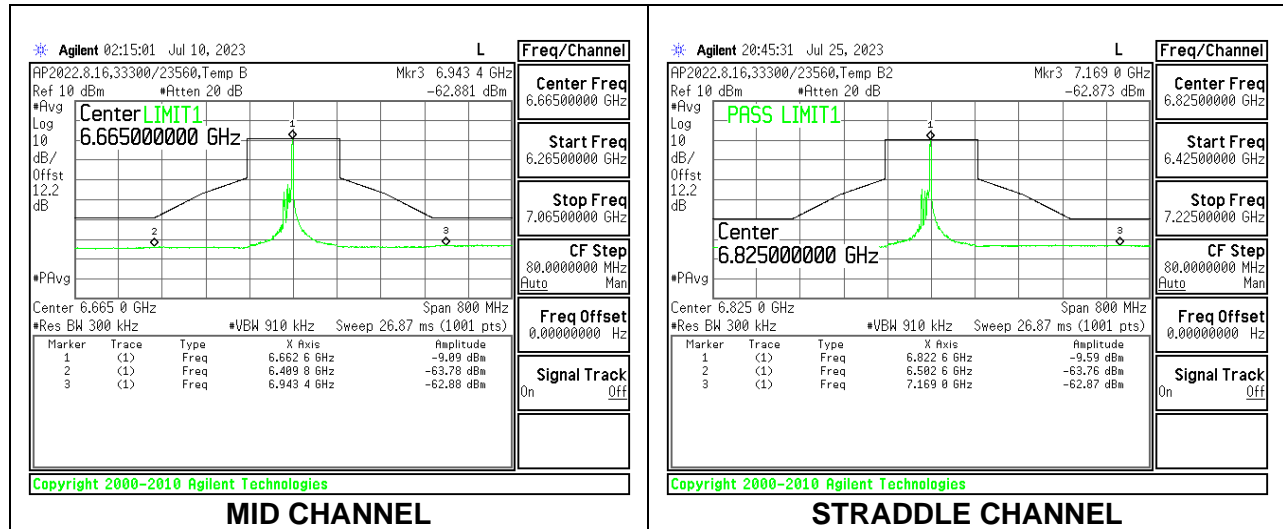 Agilent 02:15:01 Jul 10, 2023 L
AP2022.8.16,33300/23560,Temp B Mkr3 6.943 4 GHz
Ref 10 dBm #Atten 20 dB -62.881 dBm
#Avg
Log
10
dB/
Offst
12.2
dB
#PAvg
Center LIMIT1
6.665000000 GHz
1
2
3
Center 6.665 0 GHz Span 800 MHz
#Res BW 300 kHz #VBW 910 kHz Sweep 26.87 ms (1001 pts)
Marker Trace Type X Axis Amplitude
1 (1) Freq 6.662 6 GHz -9.09 dBm
2 (1) Freq 6.409 8 GHz -63.78 dBm
3 (1) Freq 6.943 4 GHz -62.88 dBm
Freq/Channel
Center Freq
6.66500000 GHz
Start Freq
6.26500000 GHz
Stop Freq
7.06500000 GHz
CF Step
80.0000000 MHz
Auto Man
Freq Offset
0.00000000 Hz
Signal Track
On Off
Copyright 2000-2010 Agilent Technologies
MID CHANNEL
Agilent 20:45:31 Jul 25, 2023 L
AP2022.8.16,33300/23560,Temp B2 Mkr3 7.169 0 GHz
Ref 10 dBm #Atten 20 dB -62.873 dBm
#Avg
Log
10
dB/
Offst
12.2
dB
#PAvg
PASS LIMIT1
1
Center
6.825000000 GHz
3
Center 6.825 0 GHz Span 800 MHz
#Res BW 300 kHz #VBW 910 kHz Sweep 26.87 ms (1001 pts)
Marker Trace Type X Axis Amplitude
1 (1) Freq 6.822 6 GHz -9.59 dBm
2 (1) Freq 6.502 6 GHz -63.76 dBm
3 (1) Freq 7.169 0 GHz -62.87 dBm
Freq/Channel
Center Freq
6.82500000 GHz
Start Freq
6.42500000 GHz
Stop Freq
7.22500000 GHz
CF Step
80.0000000 MHz
Auto Man
Freq Offset
0.00000000 Hz
Signal Track
On Off
Copyright 2000-2010 Agilent Technologies
STRADDLE CHANNEL